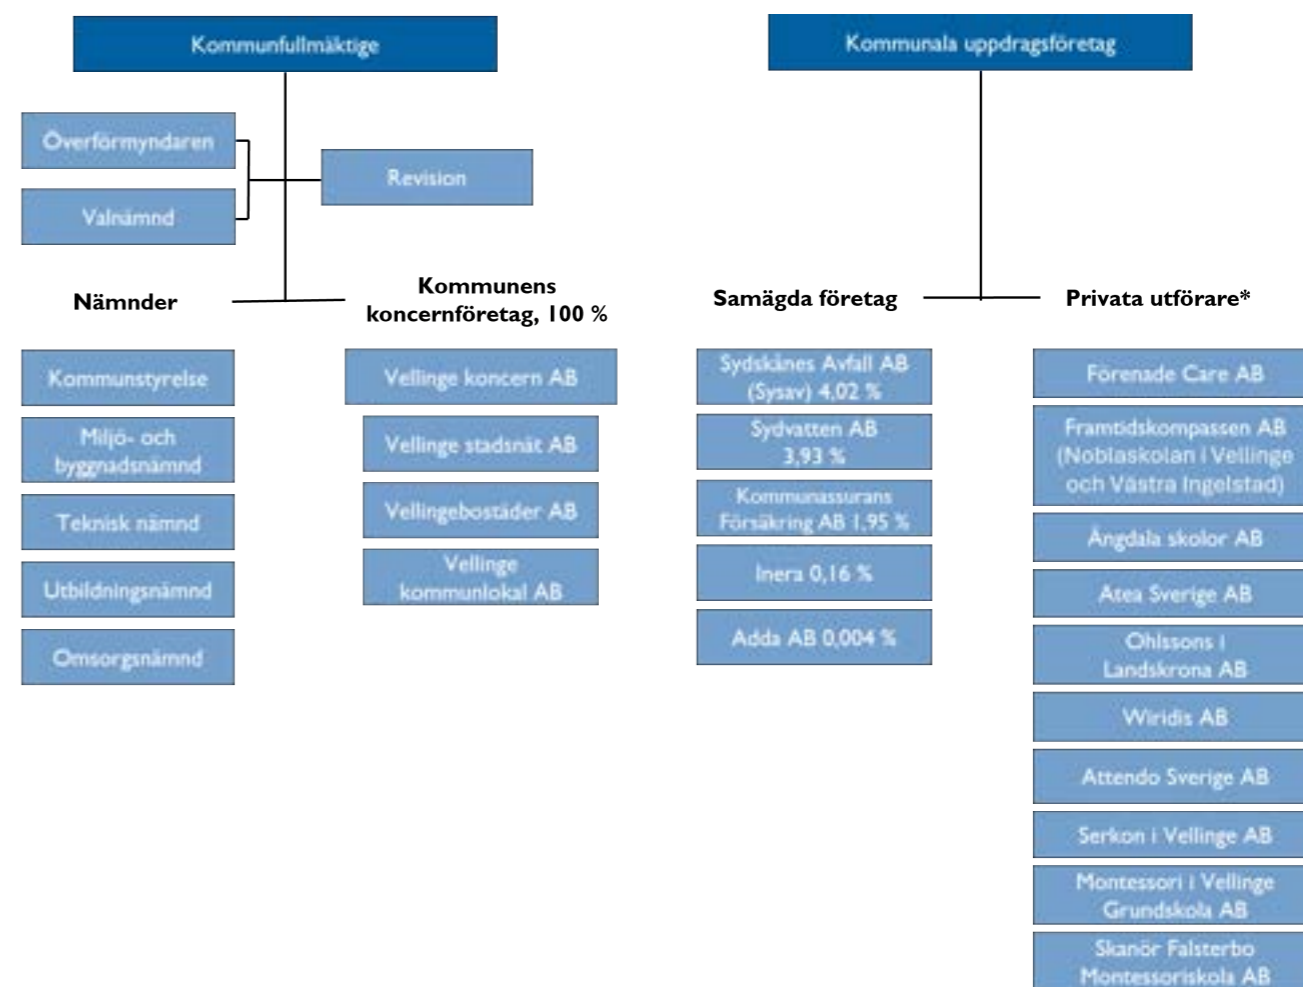 Kommunfullmäktige
Överförmyndaren
Valnämnd
Revision
Nämnder
Kommunstyrelse
Miljö- och
byggnadsnämnd
Teknisk nämnd
Utbildningsnämnd
Omsorgsnämnd
Kommunens
koncernföretag, 100 %
Vellinge koncern AB
Vellinge stadsnät AB
Vellingebostäder AB
Vellinge
kommunlokal AB
Kommunala uppdragsföretag
Samägda företag
Sydskånes Avfall AB
(Sysav) 4,02 %
Sydvatten AB
3,93 %
Kommunassurans
Försäkring AB 1,95 %
Inera 0,16 %
Adda AB 0,004 %
Privata utförare*
Förenade Care AB
Framtidskompassen AB
(Noblaskolan i Vellinge
och Västra Ingelstad)
Ängdala skolor AB
Atea Sverige AB
Ohlssons i
Landskrona AB
Wiridis AB
Attendo Sverige AB
Serkon i Vellinge AB
Montessori i Vellinge
Grundskola AB
Skanör Falsterbo
Montessoriskola AB